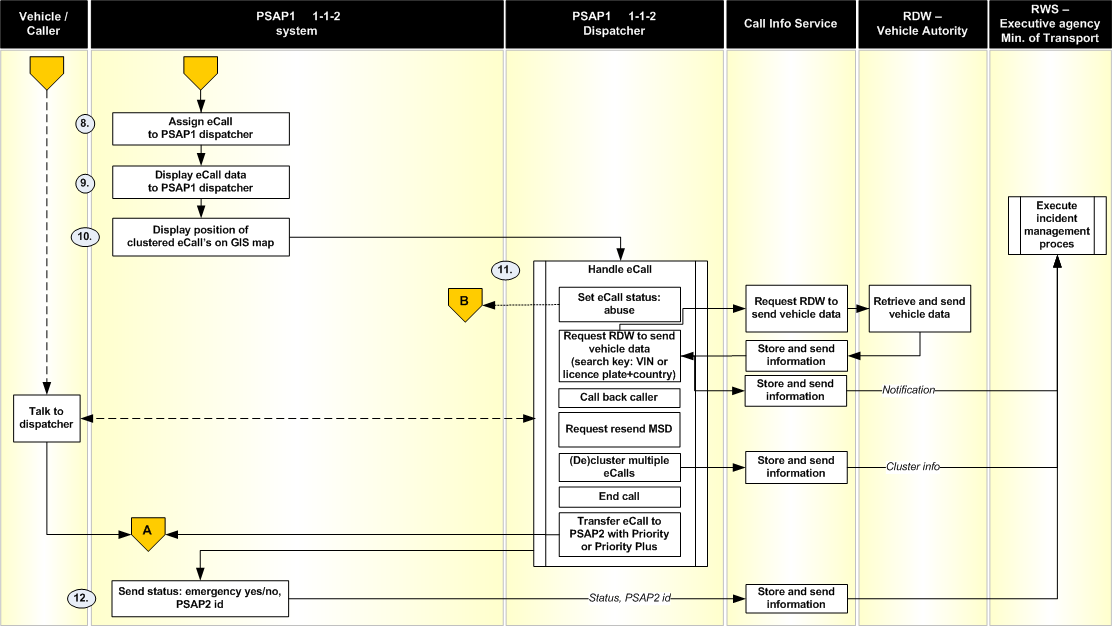 Vehicle /
Caller
PSAP1 1-1-2
system
PSAP1 1-1-2
Dispatcher
Call Info Service
RDW –
Vehicle Autority
RWS –
Executive agency
Min. of Transport
8.
Assign eCall
to PSAP1 dispatcher
9.
Display eCall data
to PSAP1 dispatcher
10.
Display position of
clustered eCall's on GIS map
Execute
incident
management
proces
11.
Handle eCall
B
Set eCall status:
abuse
Request RDW to
send vehicle data
Retrieve and send
vehicle data
Request RDW to send
vehicle data
(search key: VIN or
licence plate+country)
Store and send
information
Store and send
information
Notification
Call back caller
Talk to
dispatcher
Request resend MSD
(De)cluster multiple
eCalls
Store and send
information
Cluster info
End call
A
Transfer eCall to
PSAP2 with Priority
or Priority Plus
12.
Send status: emergency yes/no,
PSAP2 id
Status, PSAP2 id
Store and send
information